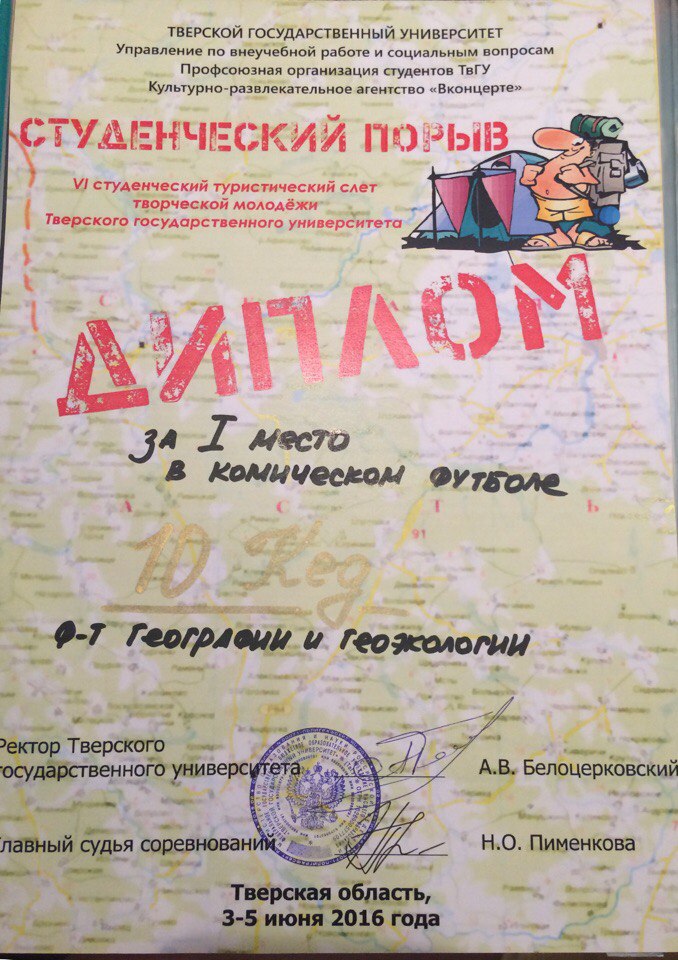 ТВЕРСКОЙ ГОСУДАРСТВЕННЫЙ УНИВЕРСИТЕТ
Управление по внеучебной работе и социальным вопросам
Профсоюзная организация студентов ТвГУ
Культурно-развлекательное агентство «Вконцерте»
СТУДЕНЧЕСКИЙ ПОРЫВ
VI студенческий туристический слёт
творческой молодёжи
Тверского государственного университета
ДИПЛОМ
за I место
в комическом футболе
10 Код
ф-т географии и геоэкологии
Ректор Тверского
государственного университета
А.В. Белоцерковский
Главный судья соревнований
Н.О. Пименкова
Тверская область,
3-5 июня 2016 года